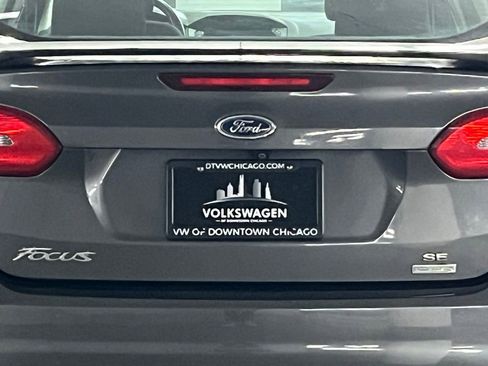 Ford
DTVWCHICAGO.COM
VOLKSWAGEN
OF DOWNTOWN CHICAGO
VW OF DOWNTOWN CHICAGO
Focus
SE